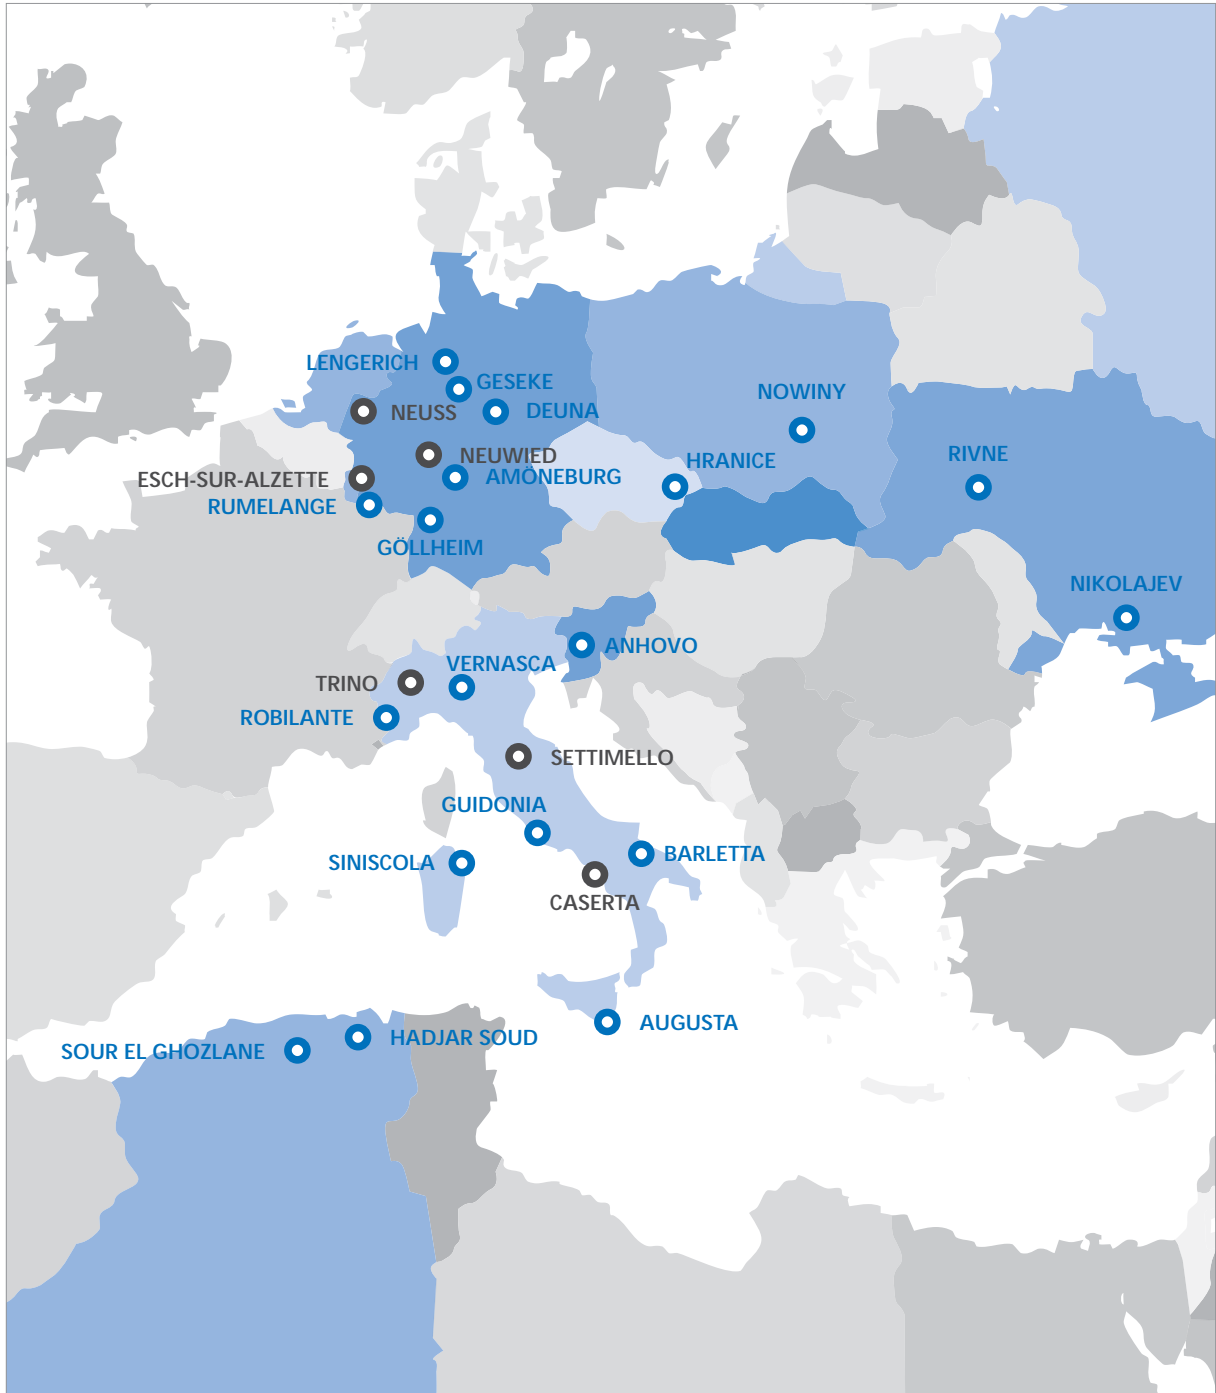 LENGERICH
GESEKE
NEUSS
DEUNA
NOWINY
NEUWIED
HRANICE
RIVNE
ESCH-SUR-ALZETTE
AMÖNEBURG
RUMELANGE
GÖLLHEIM
NIKOLAJEV
ANHOVO
VERNASCA
TRINO
ROBILANTE
SETTIMELLO
GUIDONIA
SINISCOLA
BARLETTA
CASERTA
AUGUSTA
HADJAR SOUD
SOUR EL GHOZLANE